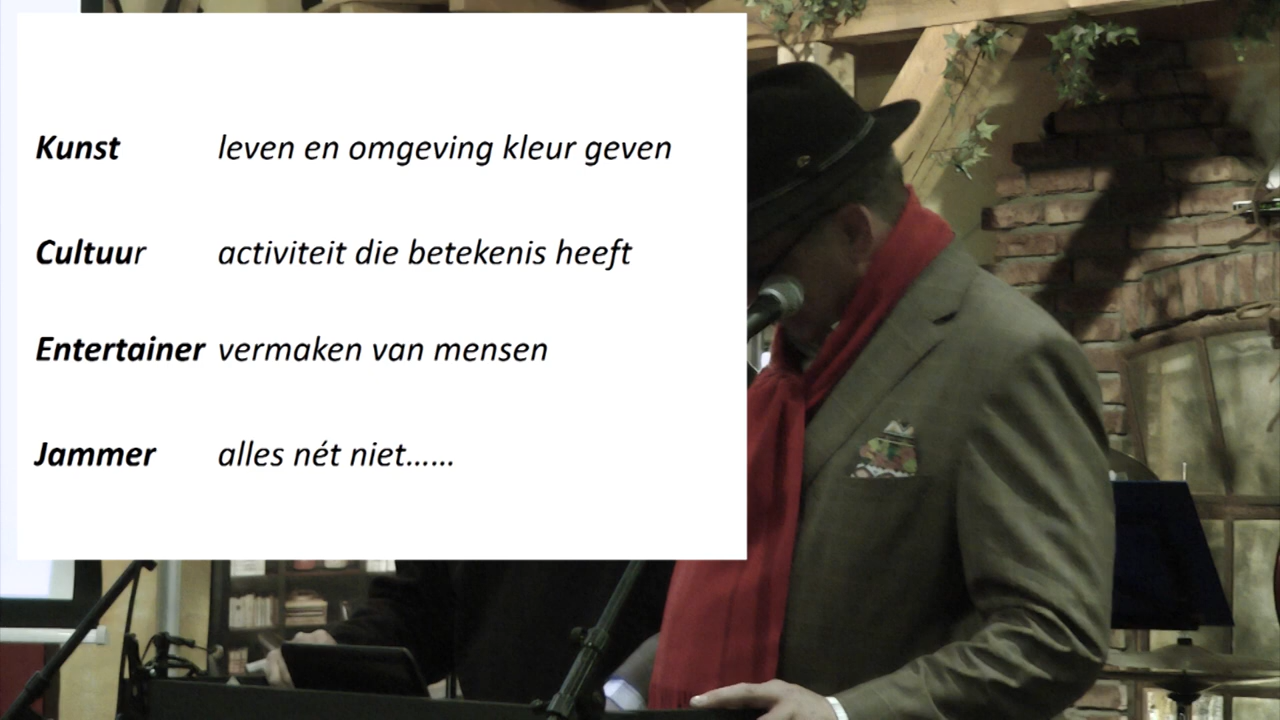 Kunst leven en omgeving kleur geven
Cultuur activiteit die betekenis heeft
Entertainer vermaken van mensen
Jammer alles nét niet......